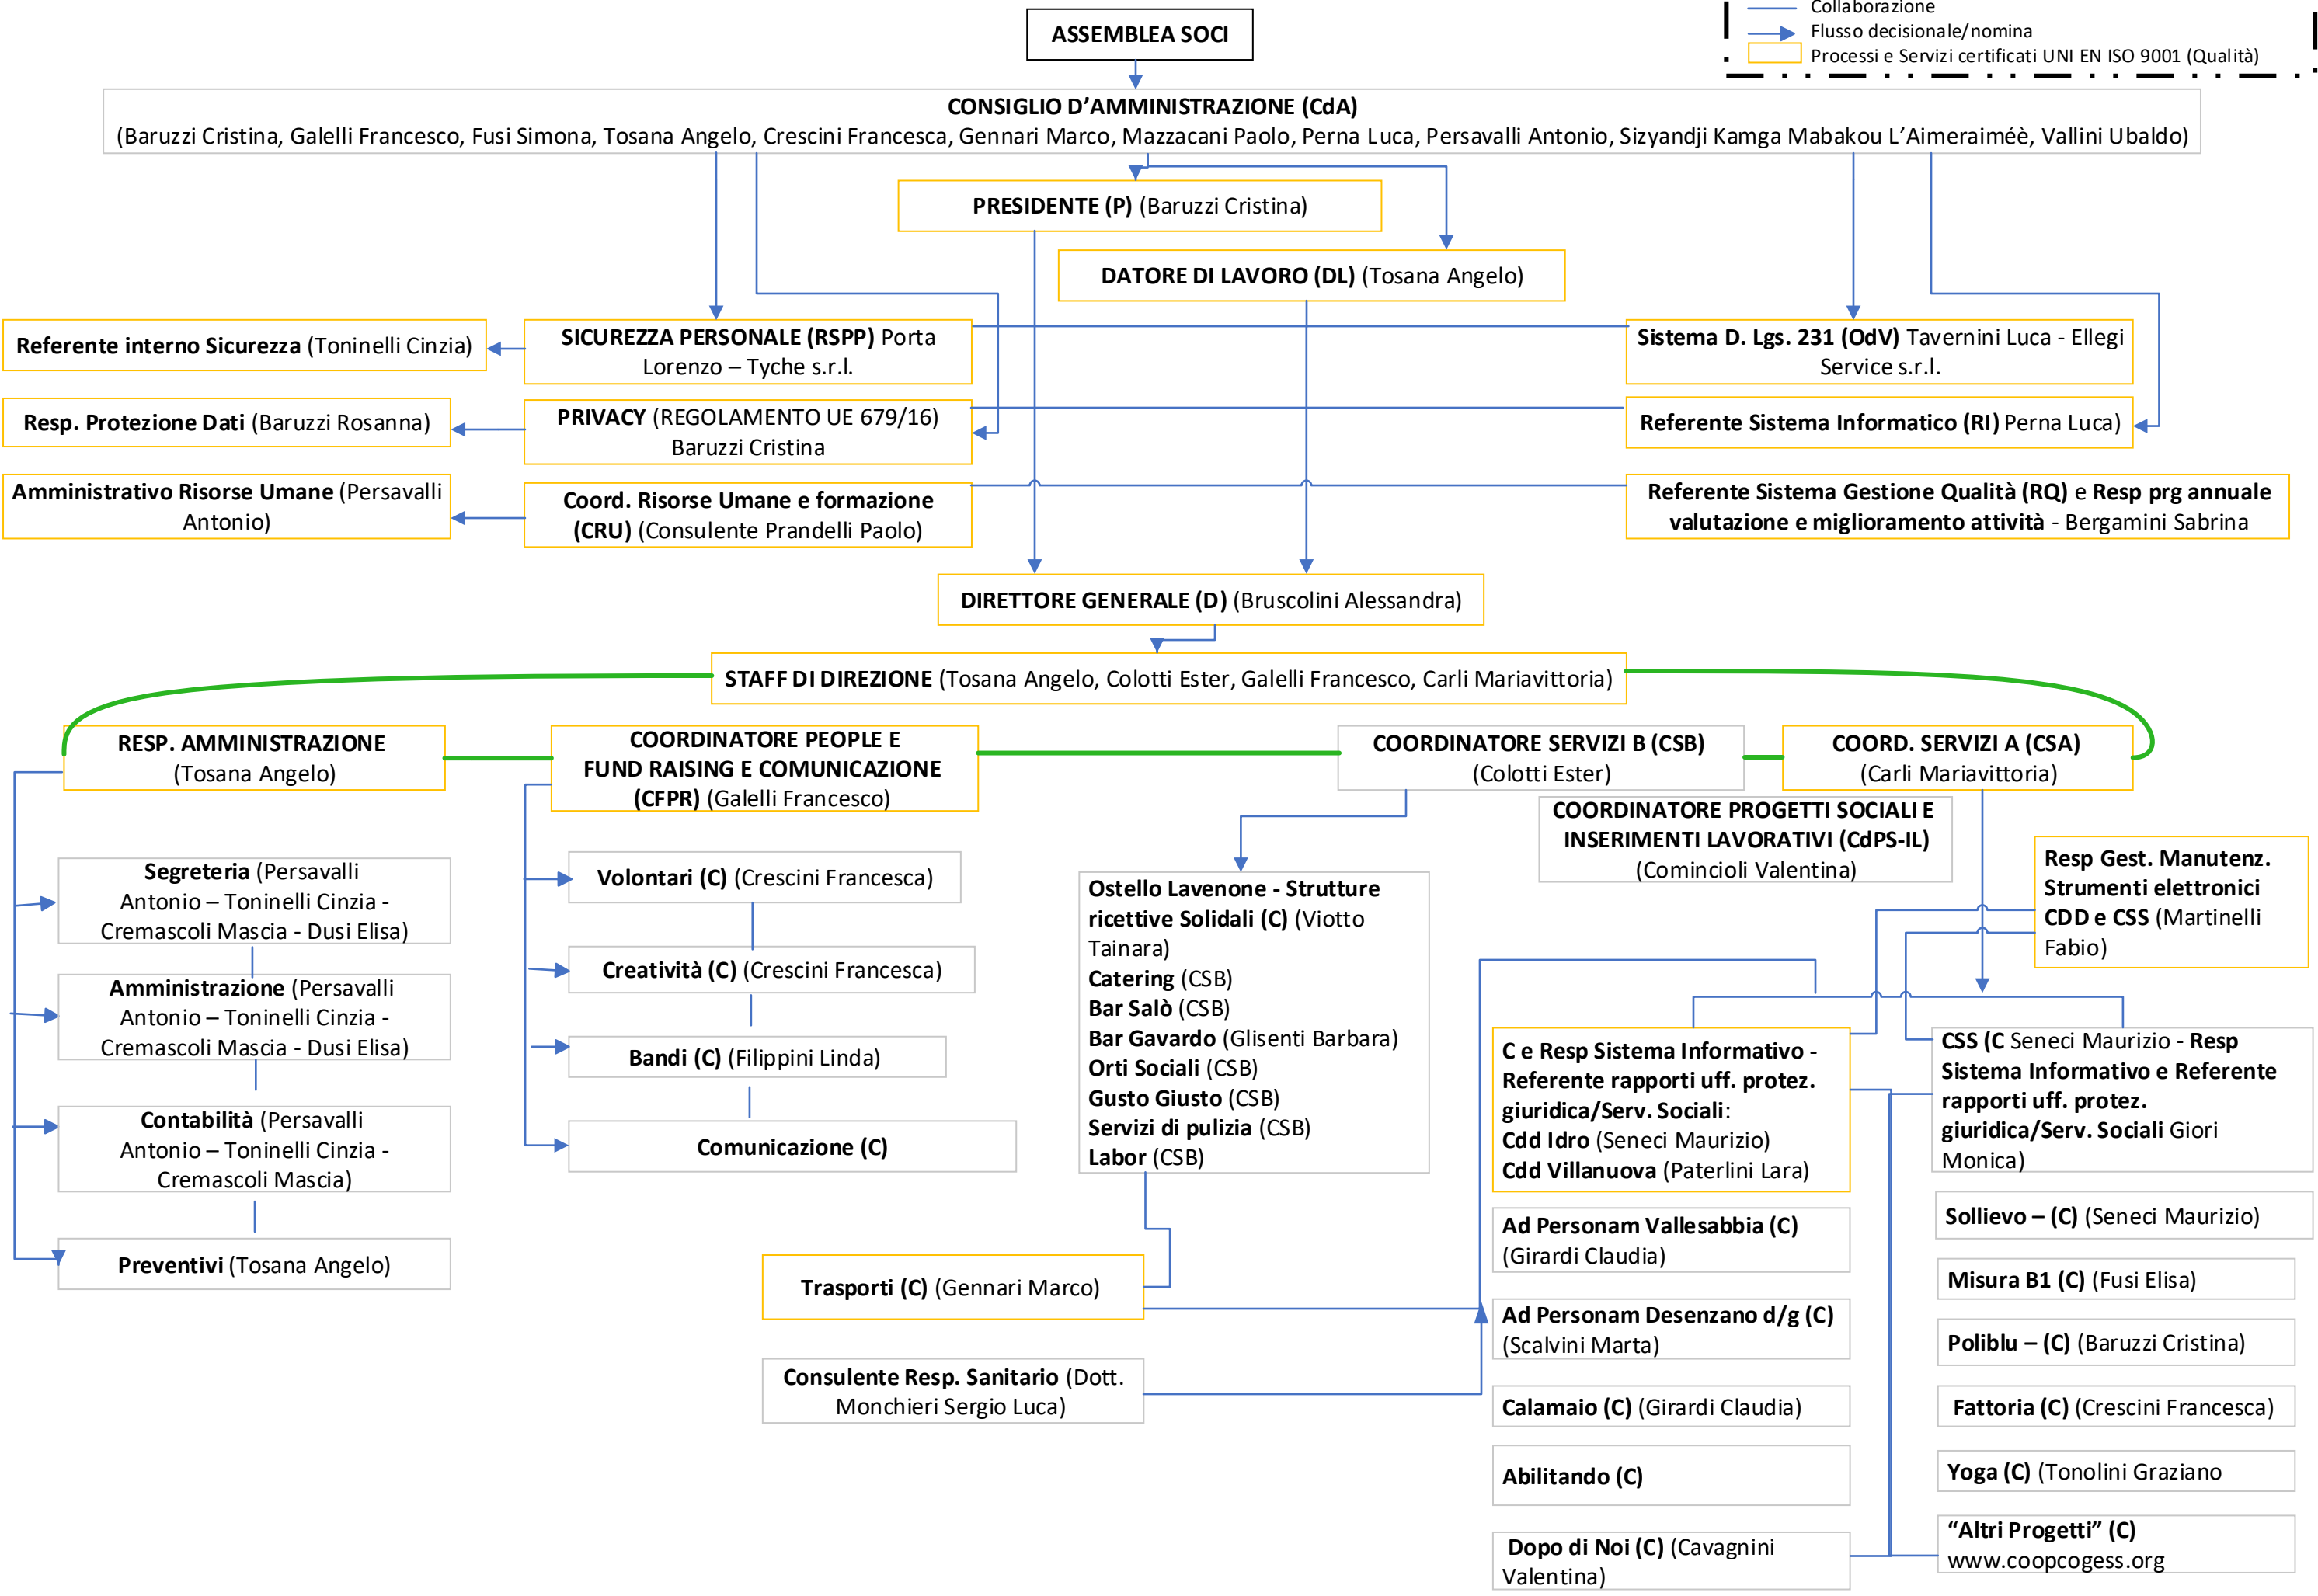 Collaborazione
Flusso decisionale/nomina
Processi e Servizi certificati UNI EN ISO 9001 (Qualità)
ASSEMBLEA SOCI
CONSIGLIO D'AMMINISTRAZIONE (CdA)
(Baruzzi Cristina, Galelli Francesco, Fusi Simona, Tosana Angelo, Crescini Francesca, Gennari Marco, Mazzacani Paolo, Perna Luca, Persavalli Antonio, Sizyandji Kamga Mabakou L'Aimeraiméè, Vallini Ubaldo)
PRESIDENTE (P) (Baruzzi Cristina)
DATORE DI LAVORO (DL) (Tosana Angelo)
Referente interno Sicurezza (Toninelli Cinzia)
SICUREZZA PERSONALE (RSPP) Porta
Lorenzo – Tyche s.r.l.
Sistema D. Lgs. 231 (OdV) Tavernini Luca - Ellegi
Service s.r.l.
Resp. Protezione Dati (Baruzzi Rosanna)
PRIVACY (REGOLAMENTO UE 679/16)
Baruzzi Cristina
Referente Sistema Informatico (RI) Perna Luca)
Amministrativo Risorse Umane (Persavalli
Antonio)
Coord. Risorse Umane e formazione
(CRU) (Consulente Prandelli Paolo)
Referente Sistema Gestione Qualità (RQ) e Resp prg annuale
valutazione e miglioramento attività - Bergamini Sabrina
DIRETTORE GENERALE (D) (Bruscolini Alessandra)
STAFF DI DIREZIONE (Tosana Angelo, Colotti Ester, Galelli Francesco, Carli Mariavittoria)
RESP. AMMINISTRAZIONE
(Tosana Angelo)
COORDINATORE PEOPLE E
FUND RAISING E COMUNICAZIONE
(CFPR) (Galelli Francesco)
COORDINATORE SERVIZI B (CSB)
(Colotti Ester)
COORD. SERVIZI A (CSA)
(Carli Mariavittoria)
COORDINATORE PROGETTI SOCIALI E
INSERIMENTI LAVORATIVI (CdPS-IL)
(Comincioli Valentina)
Resp Gest. Manutenz.
Strumenti elettronici
CDD e CSS (Martinelli
Fabio)
Segreteria (Persavalli
Antonio – Toninelli Cinzia -
Cremascoli Mascia - Dusi Elisa)
Amministrazione (Persavalli
Antonio – Toninelli Cinzia -
Cremascoli Mascia - Dusi Elisa)
Contabilità (Persavalli
Antonio – Toninelli Cinzia -
Cremascoli Mascia)
Preventivi (Tosana Angelo)
Volontari (C) (Crescini Francesca)
Creatività (C) (Crescini Francesca)
Bandi (C) (Filippini Linda)
Comunicazione (C)
Ostello Lavenone - Strutture
ricettive Solidali (C) (Viotto
Tainara)
Catering (CSB)
Bar Salò (CSB)
Bar Gavardo (Glisenti Barbara)
Orti Sociali (CSB)
Gusto Giusto (CSB)
Servizi di pulizia (CSB)
Labor (CSB)
Trasporti (C) (Gennari Marco)
Consulente Resp. Sanitario (Dott.
Monchieri Sergio Luca)
C e Resp Sistema Informativo -
Referente rapporti uff. protez.
giuridica/Serv. Sociali:
Cdd Idro (Seneci Maurizio)
Cdd Villanuova (Paterlini Lara)
Ad Personam Vallesabbia (C)
(Girardi Claudia)
Ad Personam Desenzano d/g (C)
(Scalvini Marta)
Calamaio (C) (Girardi Claudia)
Abilitando (C)
Dopo di Noi (C) (Cavagnini
Valentina)
CSS (C Seneci Maurizio - Resp
Sistema Informativo e Referente
rapporti uff. protez.
giuridica/Serv. Sociali Giori
Monica)
Sollievo – (C) (Seneci Maurizio)
Misura B1 (C) (Fusi Elisa)
Poliblu – (C) (Baruzzi Cristina)
Fattoria (C) (Crescini Francesca)
Yoga (C) (Tonolini Graziano
“Altri Progetti” (C)
www.coopcogess.org